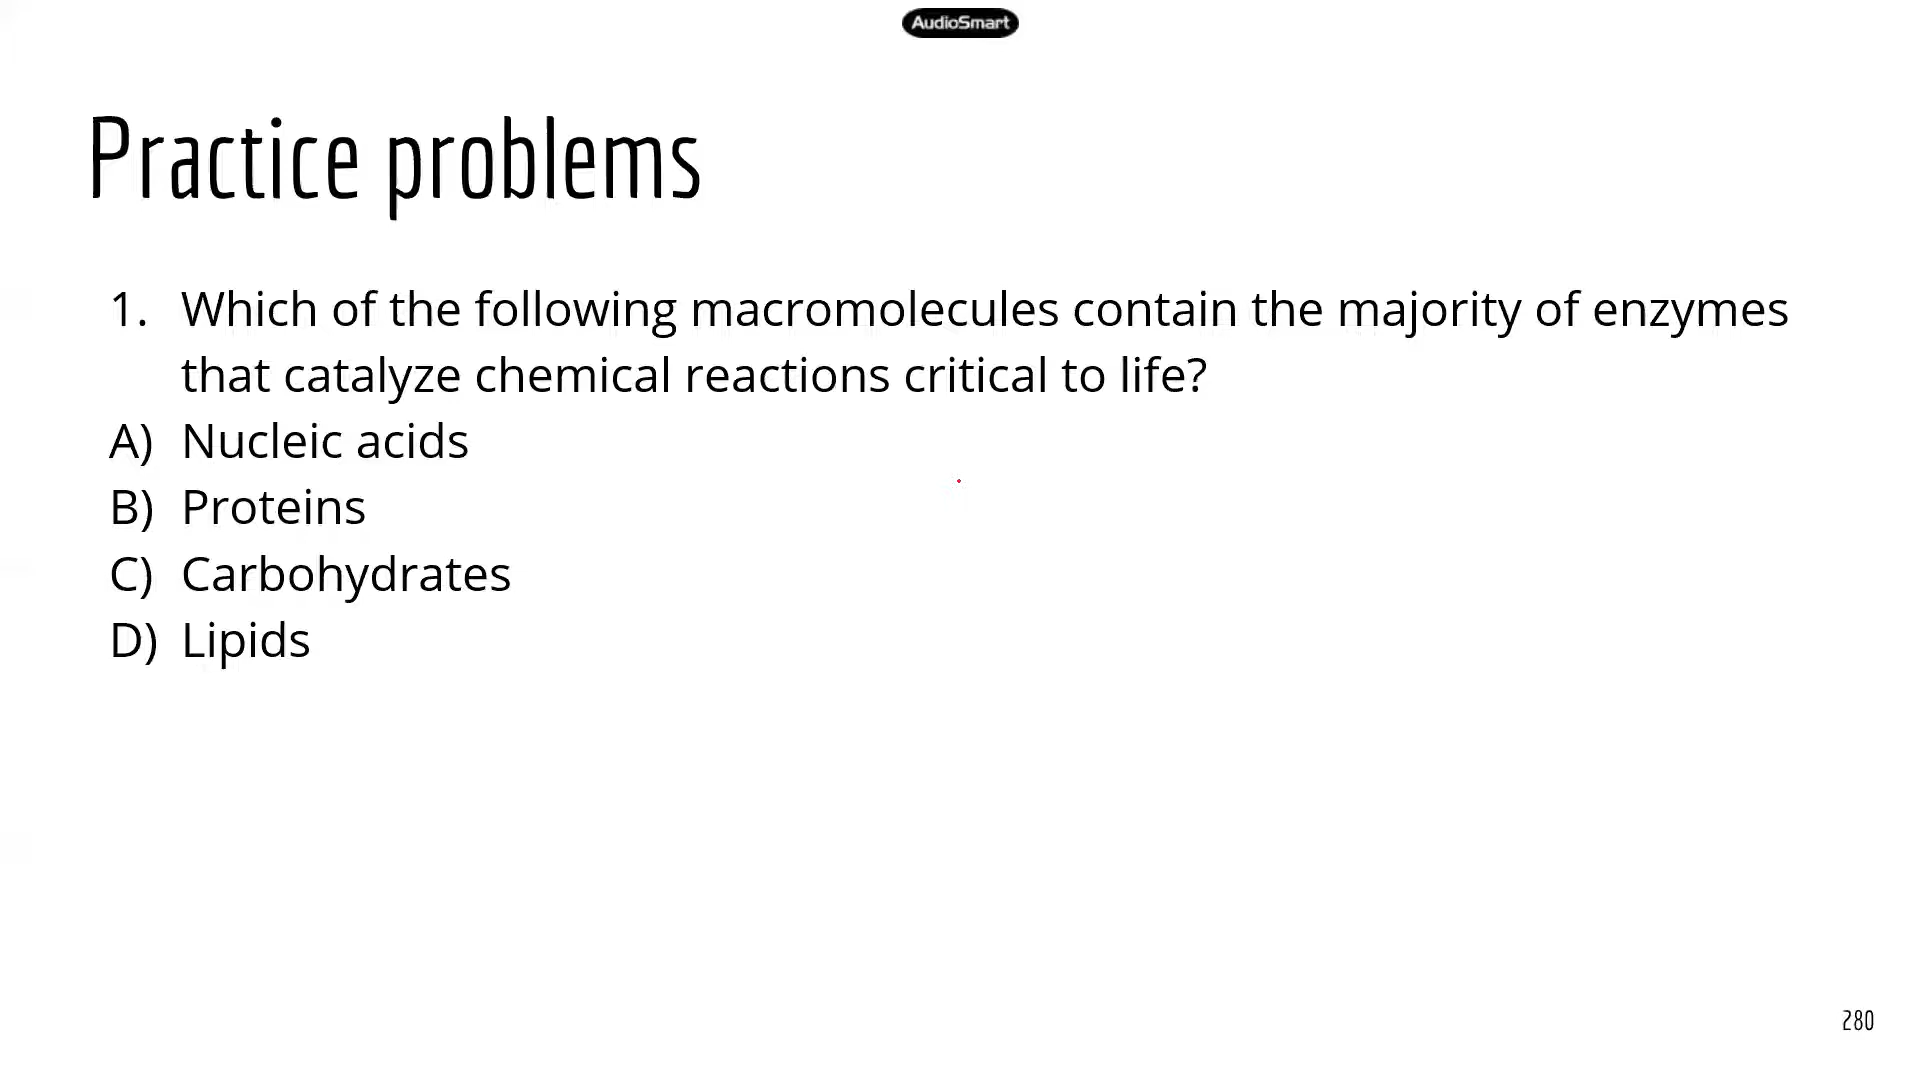 AudioSmart
Practice problems
1. Which of the following macromolecules contain the majority of enzymes
that catalyze chemical reactions critical to life?
A) Nucleic acids
B) Proteins
C) Carbohydrates
D) Lipids
280